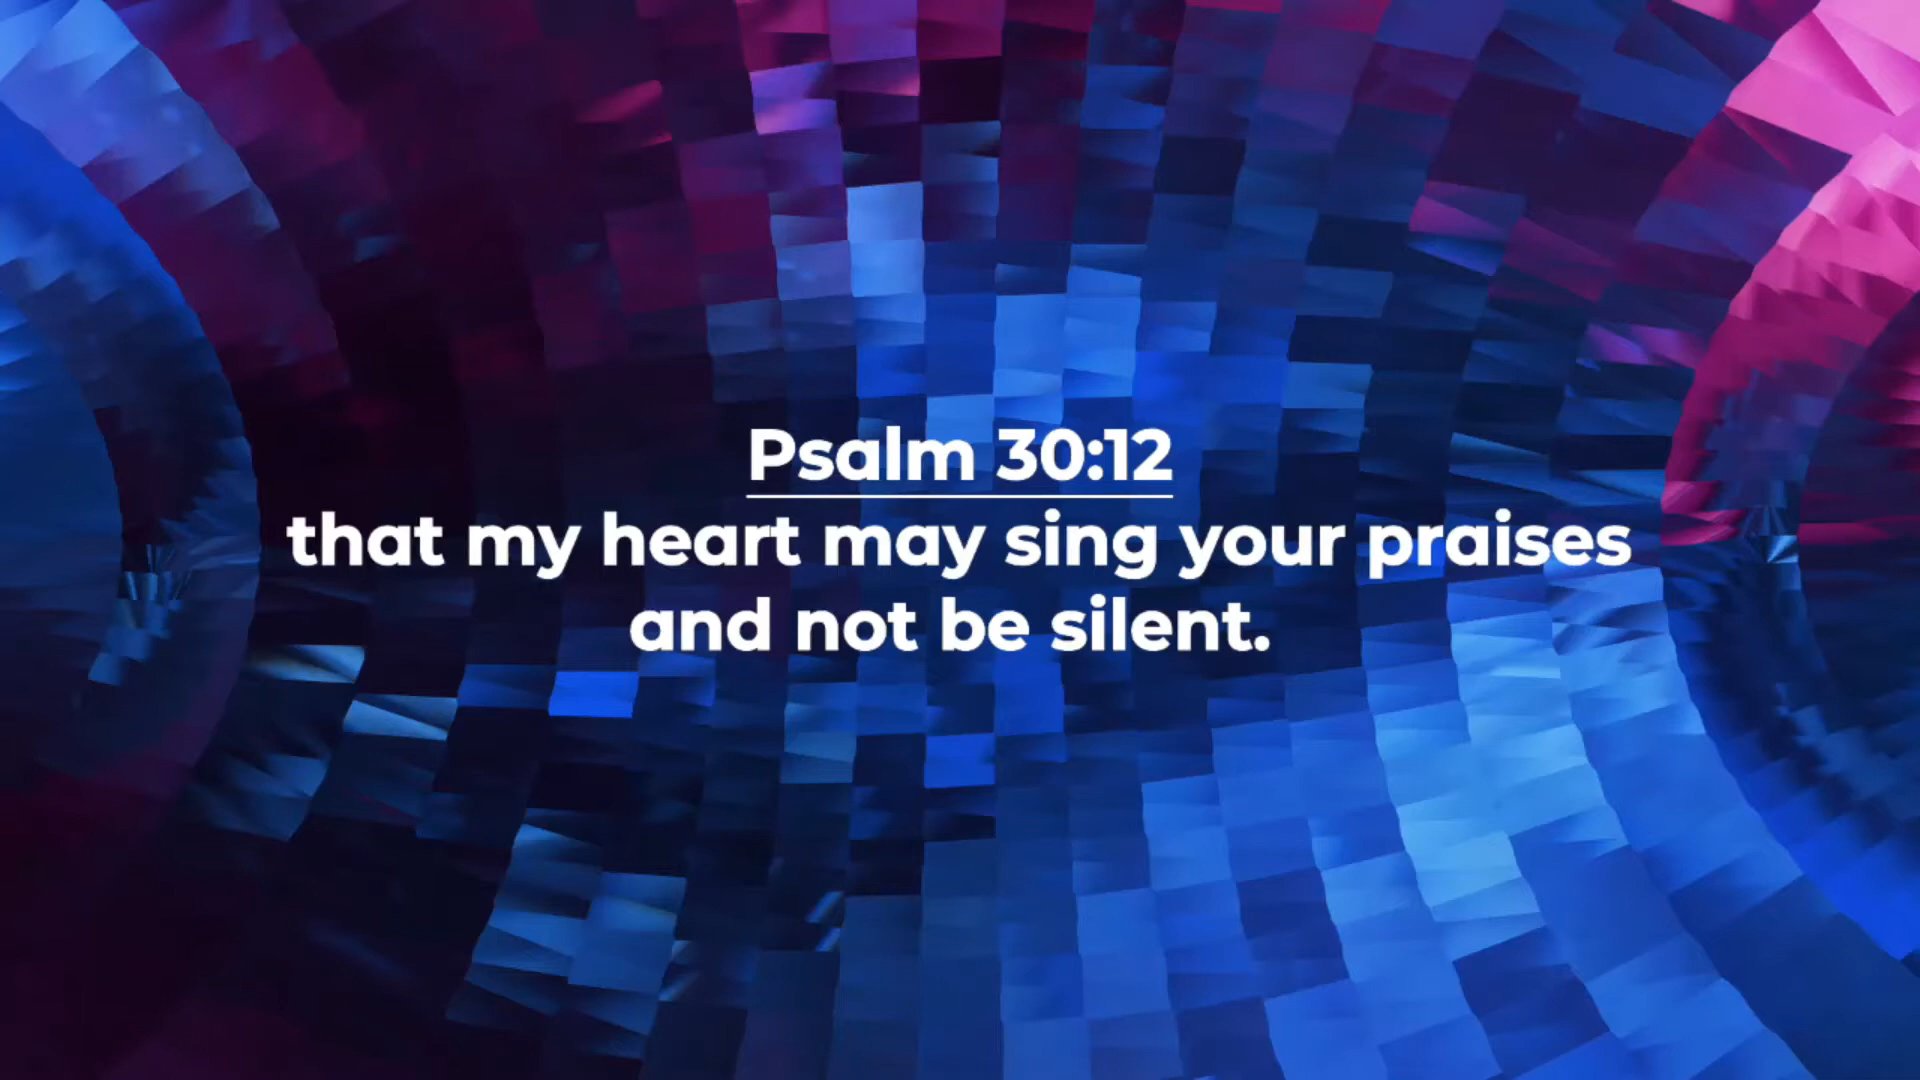 Psalm 30:12
that my heart may sing your praises
and not be silent.